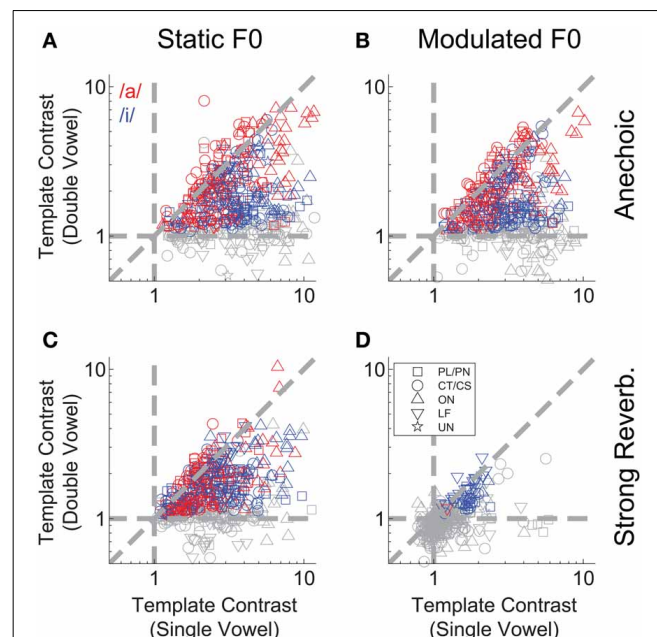 A Static F0 B Modulated F0
/a/
/i/
10
10
Template Contrast
(Double Vowel)
Anechoic
1
1
1 10
1 10
C
D
10
10
PL/PN
CT/CS
ON
LF
UN
Template Contrast
(Double Vowel)
Strong Reverb.
1
1
1 10
1 10
Template Contrast
(Single Vowel)
Template Contrast
(Single Vowel)